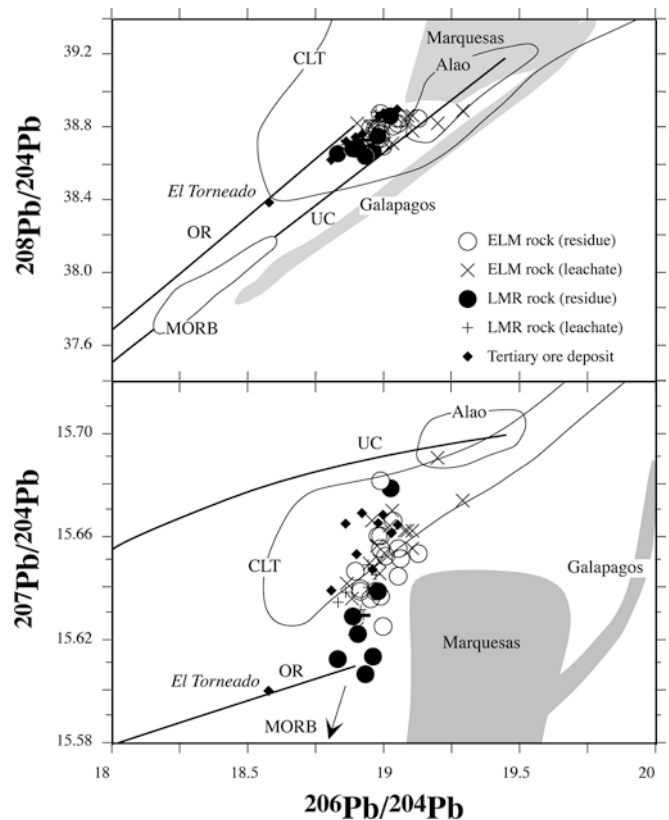 39.2
38.8
38.4
38.0
37.6
208Pb/204Pb
CLT
Marquesas
Alao
El Torneado
OR
UC
Galapagos
MORB
ELM rock (residue)
ELM rock (leachate)
LMR rock (residue)
LMR rock (leachate)
Tertiary ore deposit
15.70
15.66
15.62
15.58
207Pb/204Pb
Alao
UC
CLT
Galapagos
Marquesas
OR
El Torneado
MORB
18
18.5
19
19.5
20
206Pb/204Pb